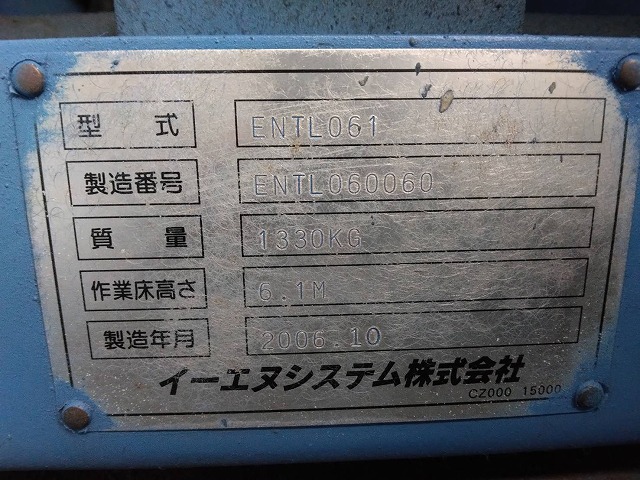 型 式 ENTL061
製造番号 ENTL060060
質 量 1330KG
作業床高さ 6.1M
製造年月 2006.10
イーエヌシステム株式会社
CZ000 15000